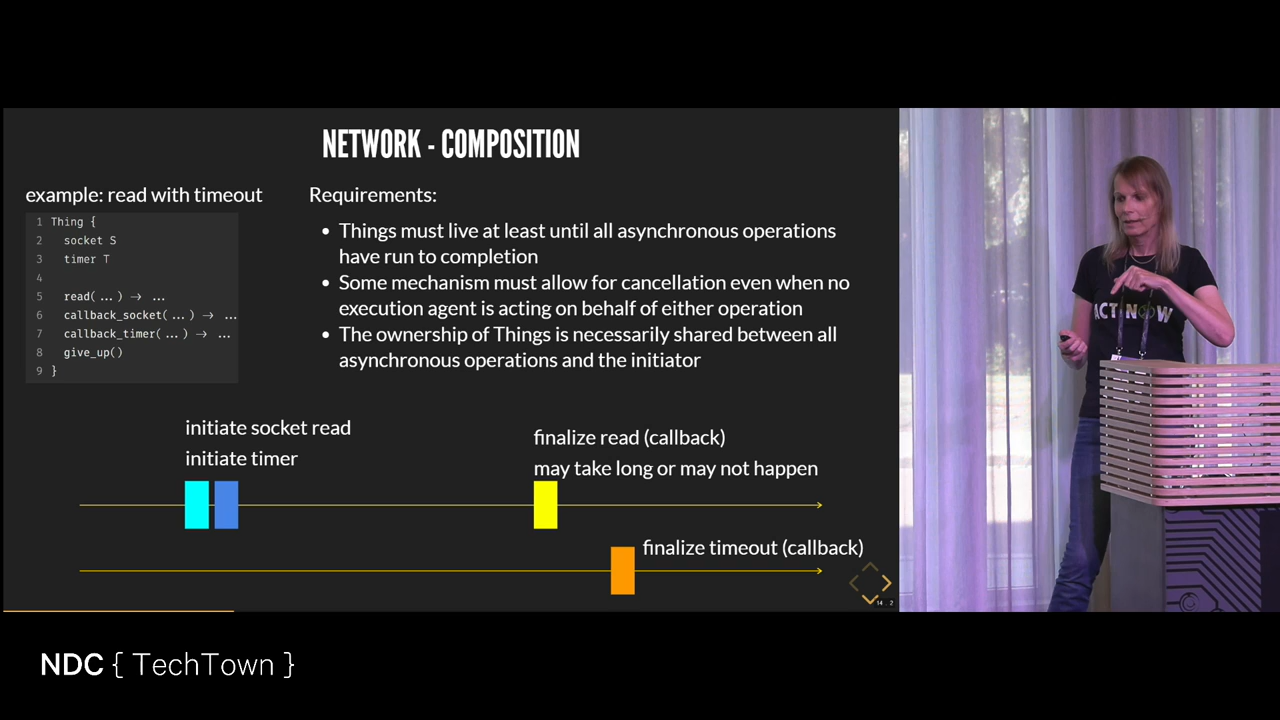 NETWORK - COMPOSITION
example: read with timeout
1 Thing {
2 socket S
3 timer T
4
5 read( ... ) → ...
6 callback_socket( ... ) → ...
7 callback_timer( ... ) → ...
8 give_up()
9 }
Requirements:
• Things must live at least until all asynchronous operations
have run to completion
• Some mechanism must allow for cancellation even when no
execution agent is acting on behalf of either operation
• The ownership of Things is necessarily shared between all
asynchronous operations and the initiator
initiate socket read
initiate timer
finalize read (callback)
may take long or may not happen
finalize timeout (callback)
14 . 2
ACT NOW
NDC { TechTown }